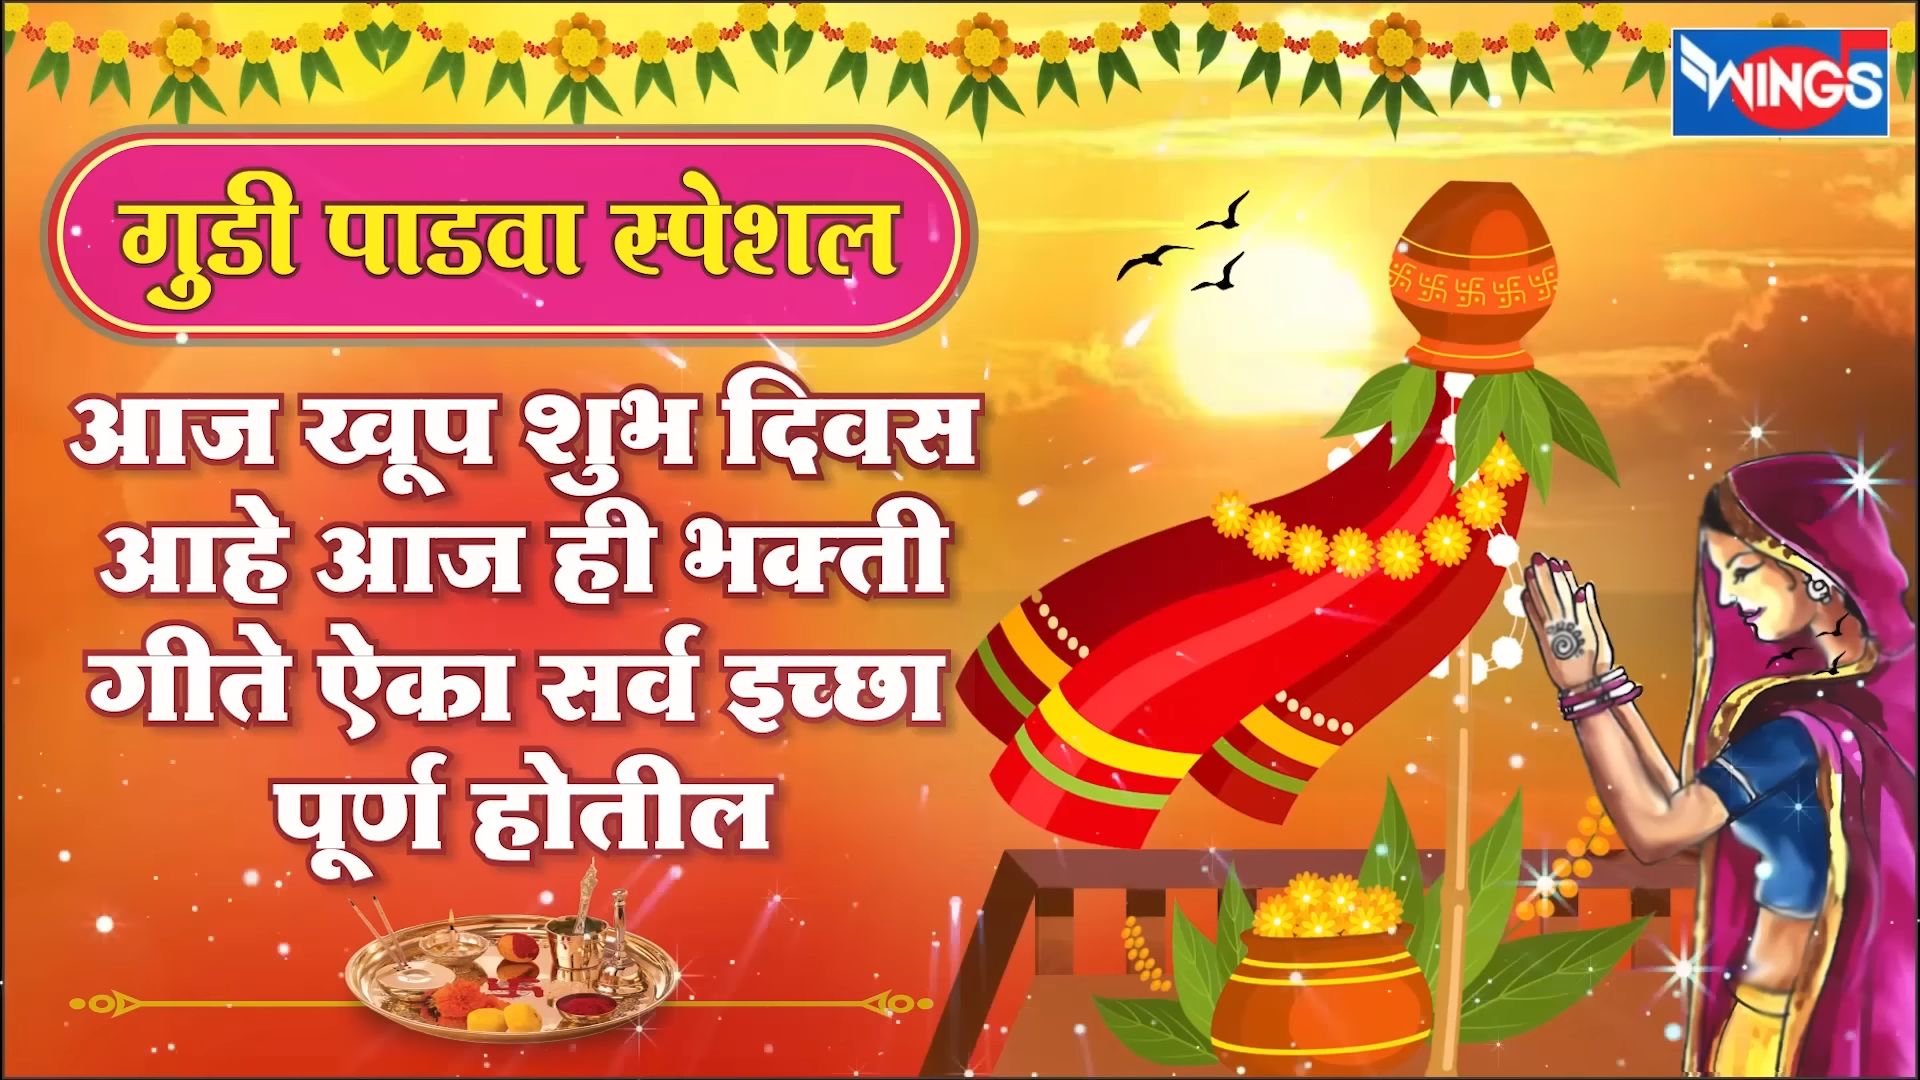 WINGS
गुडी पाडवा स्पेशल
आज खूप शुभ दिवस
आहे आज ही भक्ती
गीते ऐका सर्व इच्छा
पूर्ण होतील